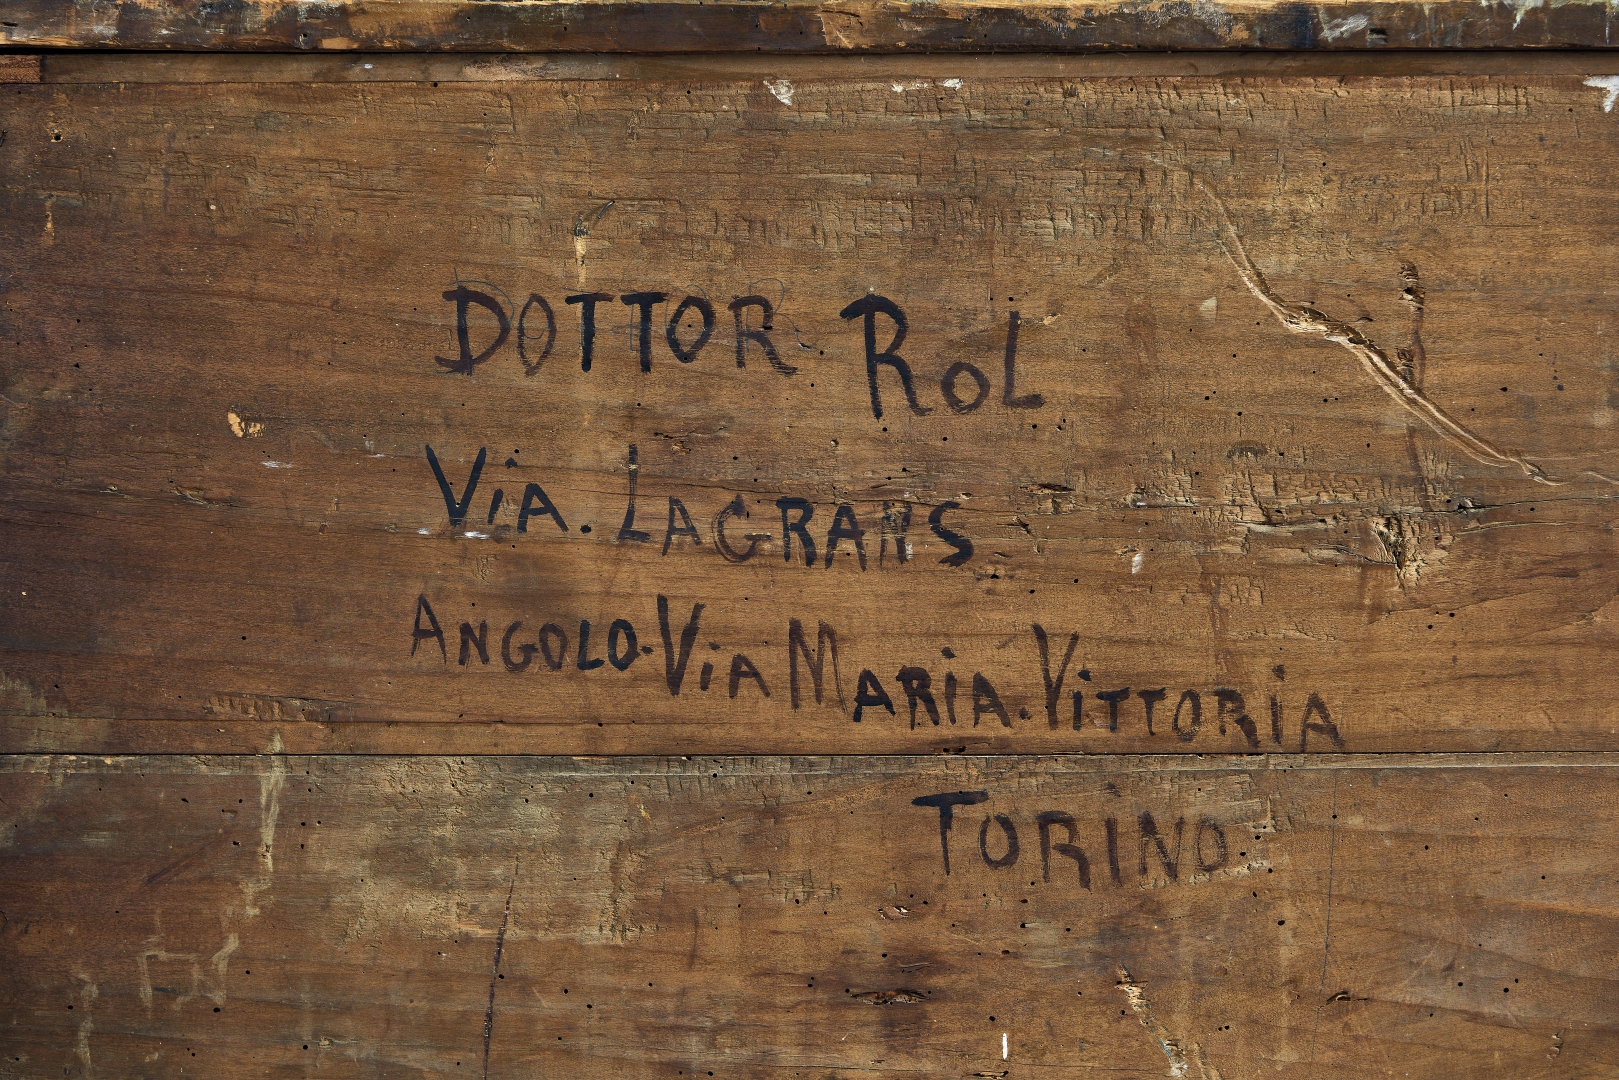 DOTTOR ROL
VIA. LAGRANS
ANGOLO-VIA MARIA-VITTORIA
TORINO